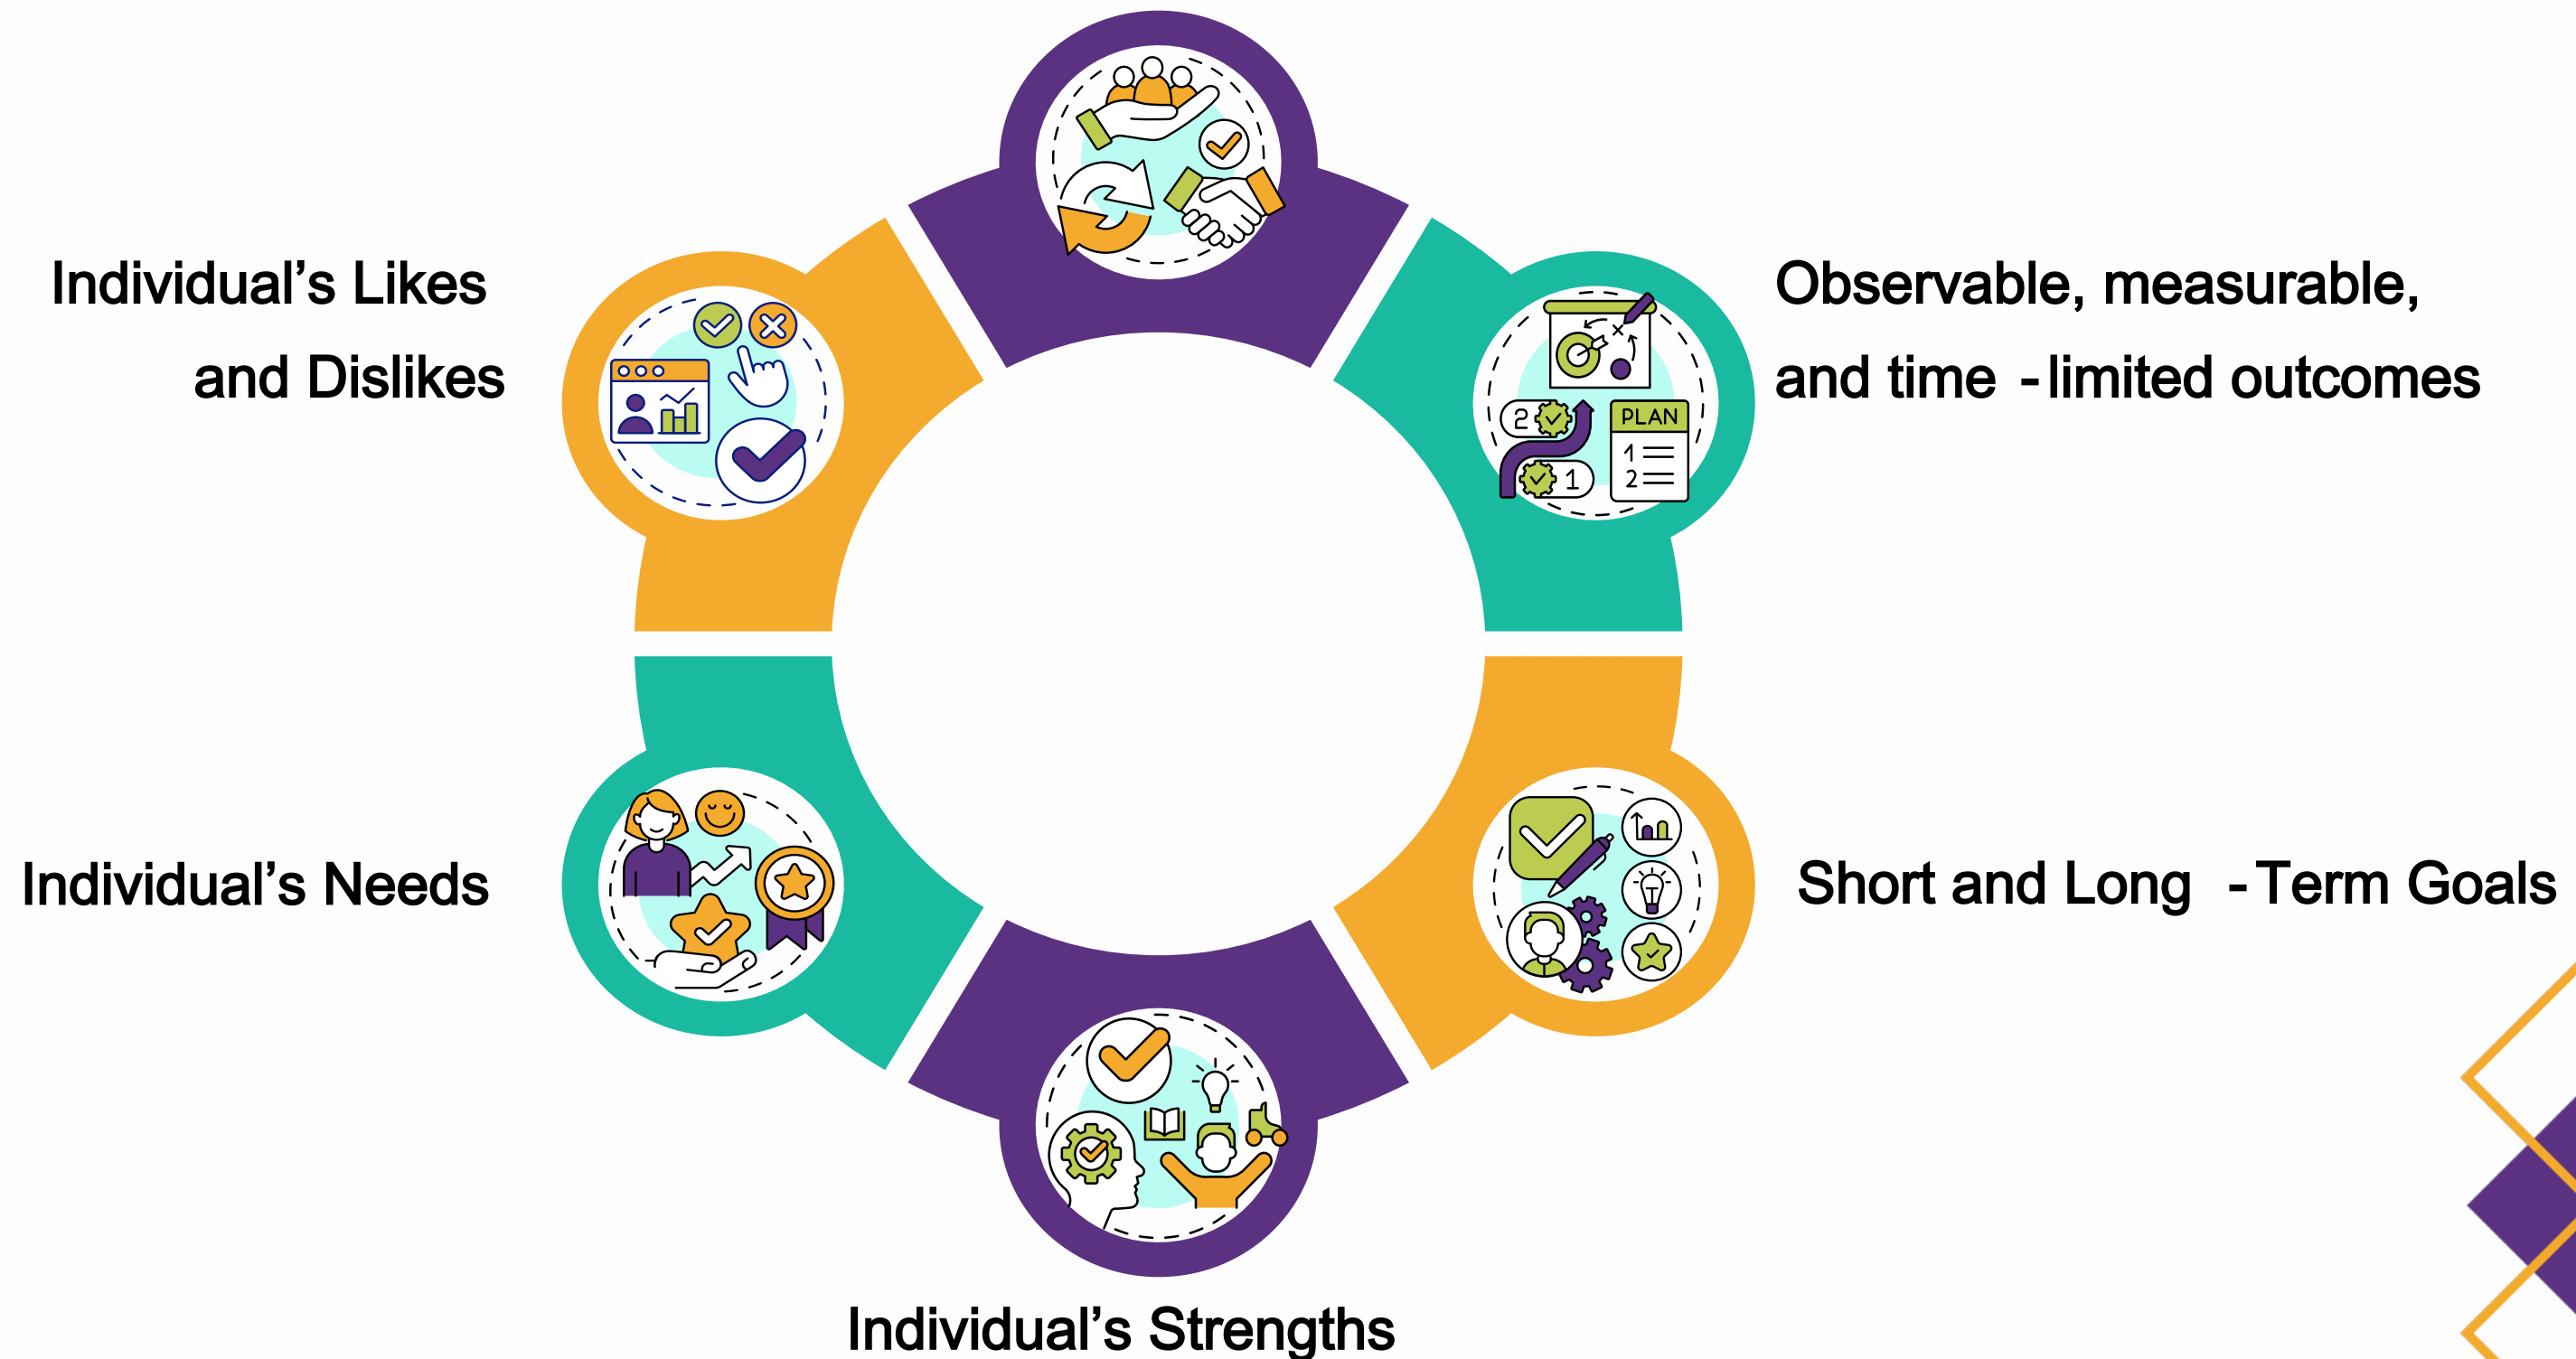 Individual’s Likes
and Dislikes
Observable, measurable,
and time -limited outcomes
2
1
PLAN
1
2
Individual’s Needs
Short and Long -Term Goals
Individual’s Strengths